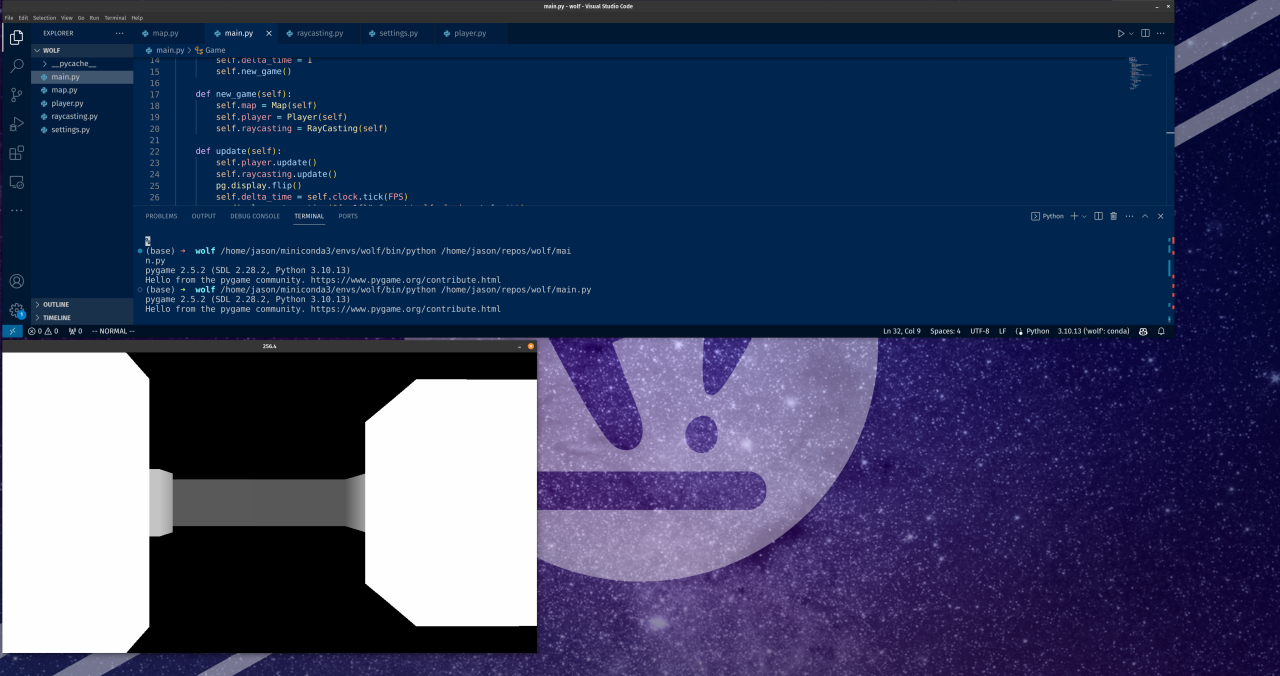 main.py - wolf - Visual Studio Code
File Edit Selection View Go Run Terminal Help
EXPLORER
map.py main.py raycasting.py settings.py player.py
WOLF
main.py > Game
__pycache__
main.py
map.py
player.py
raycasting.py
settings.py
14 self.delta_time = 1
15 self.new_game()
16
17 def new_game(self):
18 self.map = Map(self)
19 self.player = Player(self)
20 self.raycasting = RayCasting(self)
21
22 def update(self):
23 self.player.update()
24 self.raycasting.update()
25 pg.display.flip()
26 self.delta_time = self.clock.tick(FPS)
PROBLEMS OUTPUT DEBUG CONSOLE TERMINAL PORTS
Python
%
(base) ➜ wolf /home/jason/miniconda3/envs/wolf/bin/python /home/jason/repos/wolf/mai
n.py
pygame 2.5.2 (SDL 2.28.2, Python 3.10.13)
Hello from the pygame community. https://www.pygame.org/contribute.html
(base) ➜ wolf /home/jason/miniconda3/envs/wolf/bin/python /home/jason/repos/wolf/main.py
pygame 2.5.2 (SDL 2.28.2, Python 3.10.13)
Hello from the pygame community. https://www.pygame.org/contribute.html
OUTLINE
TIMELINE
1
0 0 0 -- NORMAL --
Ln 32, Col 9 Spaces: 4 UTF-8 LF Python 3.10.13 ('wolf': conda)
256.4